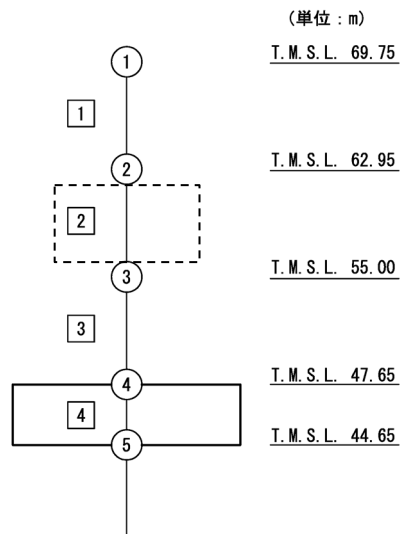 (単位：m)
① T.M.S.L. 69.75
1
② T.M.S.L. 62.95
2
③ T.M.S.L. 55.00
3
④ T.M.S.L. 47.65
4
⑤ T.M.S.L. 44.65